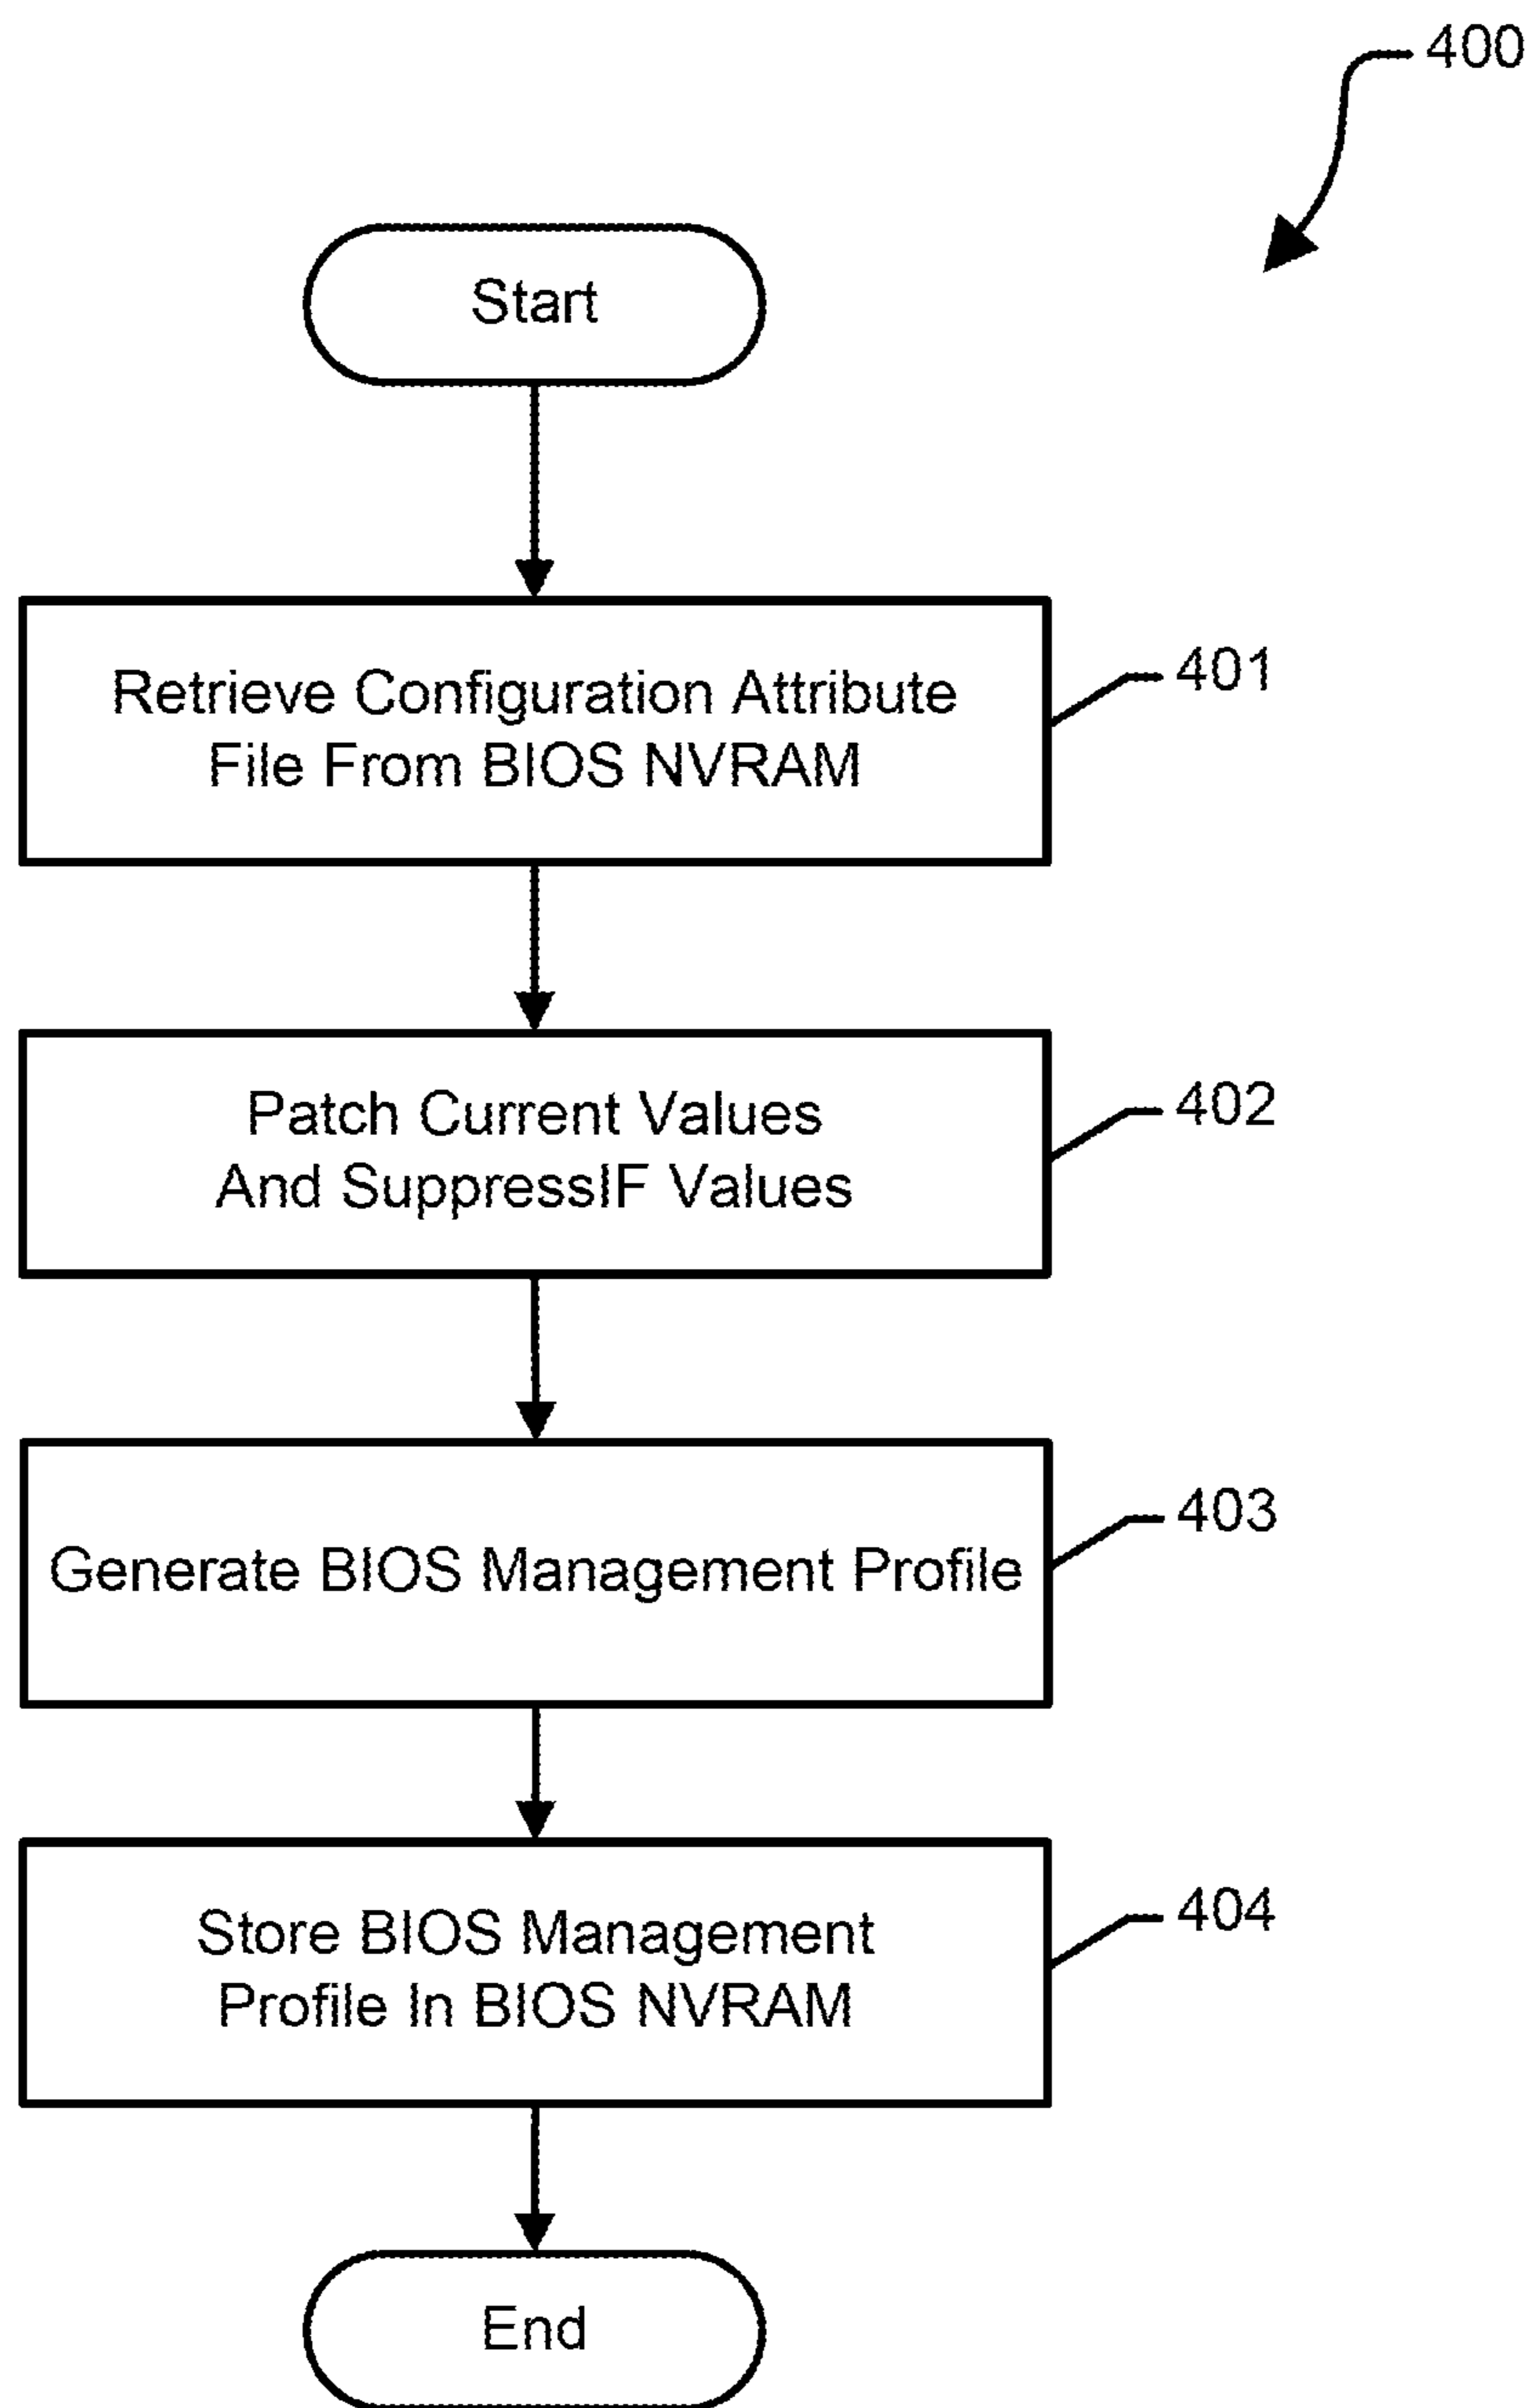 400
Start
Retrieve Configuration Attribute
File From BIOS NVRAM
401
Patch Current Values
And SuppressIF Values
402
Generate BIOS Management Profile
403
Store BIOS Management
Profile In BIOS NVRAM
404
End